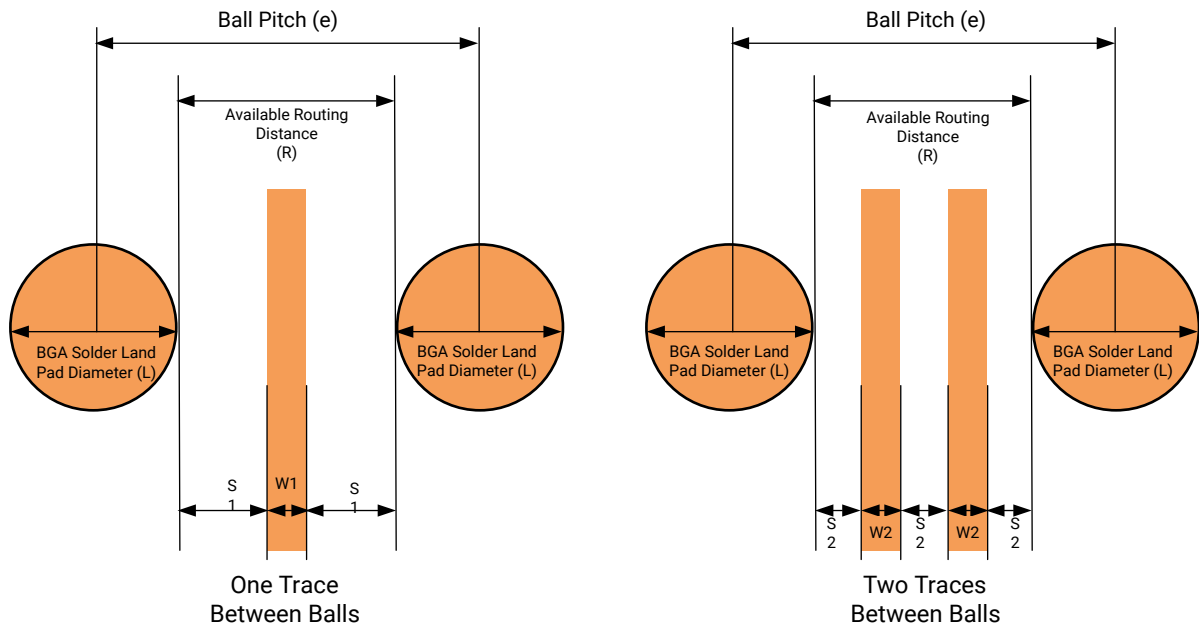 Ball Pitch (e)
Available Routing
Distance
(R)
BGA Solder Land
Pad Diameter (L)
BGA Solder Land
Pad Diameter (L)
S
1
W1
S
1
One Trace
Between Balls
Ball Pitch (e)
Available Routing
Distance
(R)
BGA Solder Land
Pad Diameter (L)
BGA Solder Land
Pad Diameter (L)
S
2
W2
S
2
W2
S
2
Two Traces
Between Balls